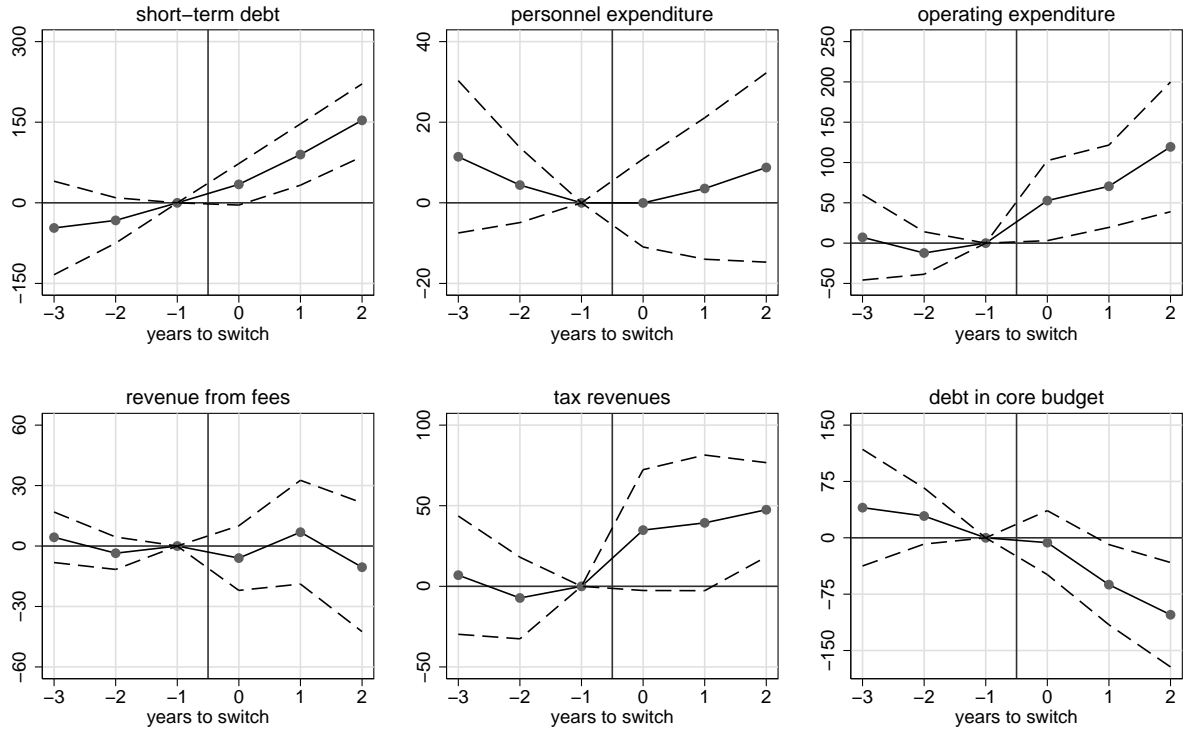 short−term debt
300
150
0
−150
−3 −2 −1 0 1 2
years to switch
personnel expenditure
40
20
0
−20
−3 −2 −1 0 1 2
years to switch
operating expenditure
250
200
150
100
50
0
−50
−3 −2 −1 0 1 2
years to switch
revenue from fees
60
30
0
−30
−60
−3 −2 −1 0 1 2
years to switch
tax revenues
100
50
0
−50
−3 −2 −1 0 1 2
years to switch
debt in core budget
150
75
0
−75
−150
−3 −2 −1 0 1 2
years to switch